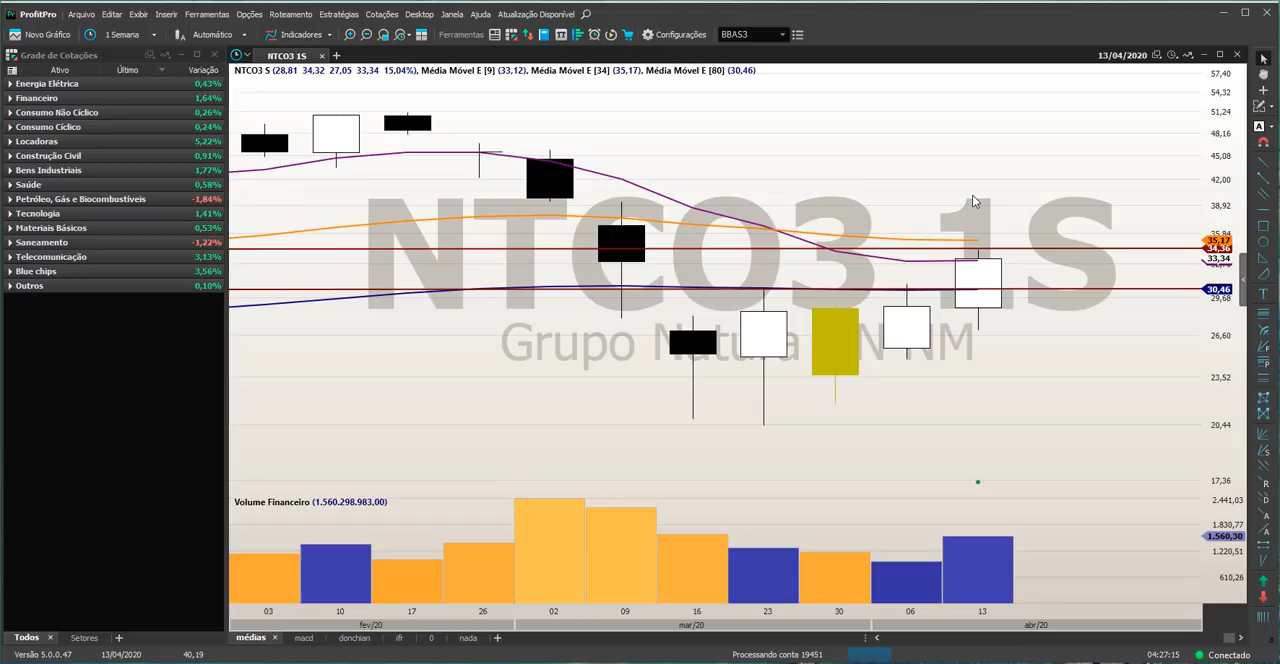 ProfitPro Arquivo Editar Exibir Inserir Ferramentas Opções Roteamento Estratégias Cotações Desktop Janela Ajuda Atualização Disponível
Novo Gráfico 1 Semana Automático Indicadores Ferramentas Configurações BBAS3
Grade de Cotações
Ativo Último Variação
Energia Elétrica 0,43%
Financeiro 1,64%
Consumo Não Cíclico 0,26%
Consumo Cíclico 0,24%
Locadoras 5,22%
Construção Civil 0,91%
Bens Industriais 1,77%
Saúde 0,58%
Petróleo, Gás e Biocombustíveis -1,84%
Tecnologia 1,41%
Materiais Básicos 0,53%
Saneamento -1,22%
Telecomunicação 3,13%
Blue chips 3,56%
Outros 0,10%
NTCO3 1S 13/04/2020
NTCO3 S (28,81 34,32 27,05 33,34 15,04%), Média Móvel E [9] (33,12), Média Móvel E [34] (35,17), Média Móvel E [80] (30,46)
NTCO3 1S
Grupo Natura N NM
57,40
54,32
51,24
48,16
45,08
42,00
38,92
35,84
35,17
34,36
33,34
30,46
29,68
26,60
23,52
20,44
17,36
Volume Financeiro (1.560.298.983,00)
2.441,03
1.830,77
1.560,30
1.220,51
610,26
03 10 17 26 02 09 16 23 30 06 13
fev/20 mar/20 abr/20
Todos Setores
médias macd donchian ifr 0 nada
Versão 5.0.0.47 13/04/2020 40,19 Processando conta 19451 04:27:15 Conectado